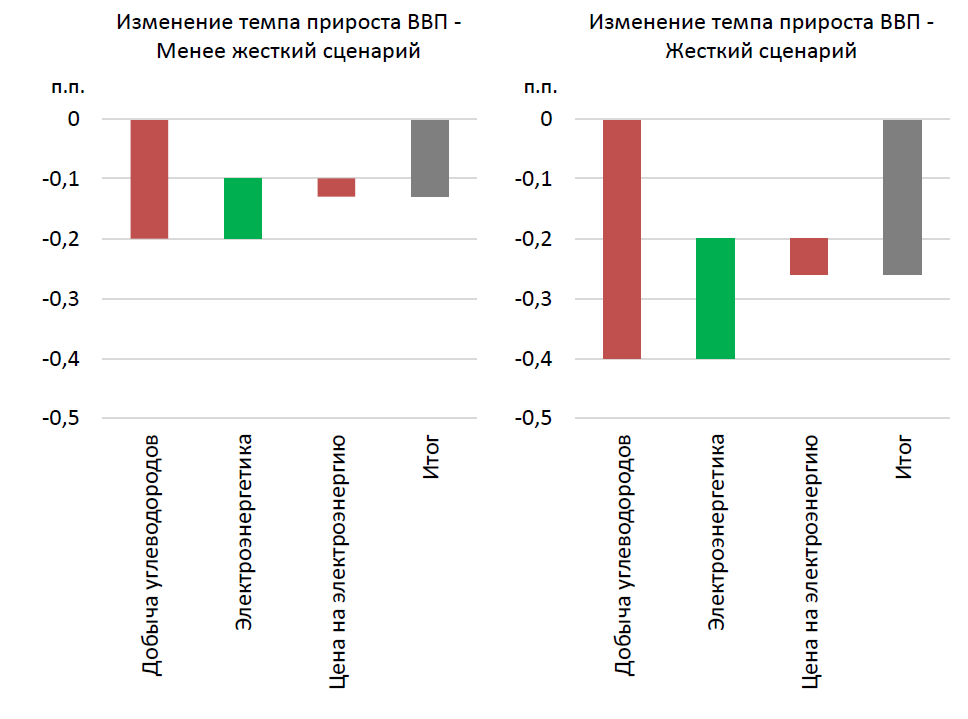 Изменение темпа прироста ВВП -
Менее жесткий сценарий
п.п.
0
-0,1
-0,2
-0,3
-0,4
-0,5
Добыча углеводородов
Электроэнергетика
Цена на электроэнергию
Итог
Изменение темпа прироста ВВП -
Жесткий сценарий
п.п.
0
-0,1
-0,2
-0,3
-0,4
-0,5
Добыча углеводородов
Электроэнергетика
Цена на электроэнергию
Итог